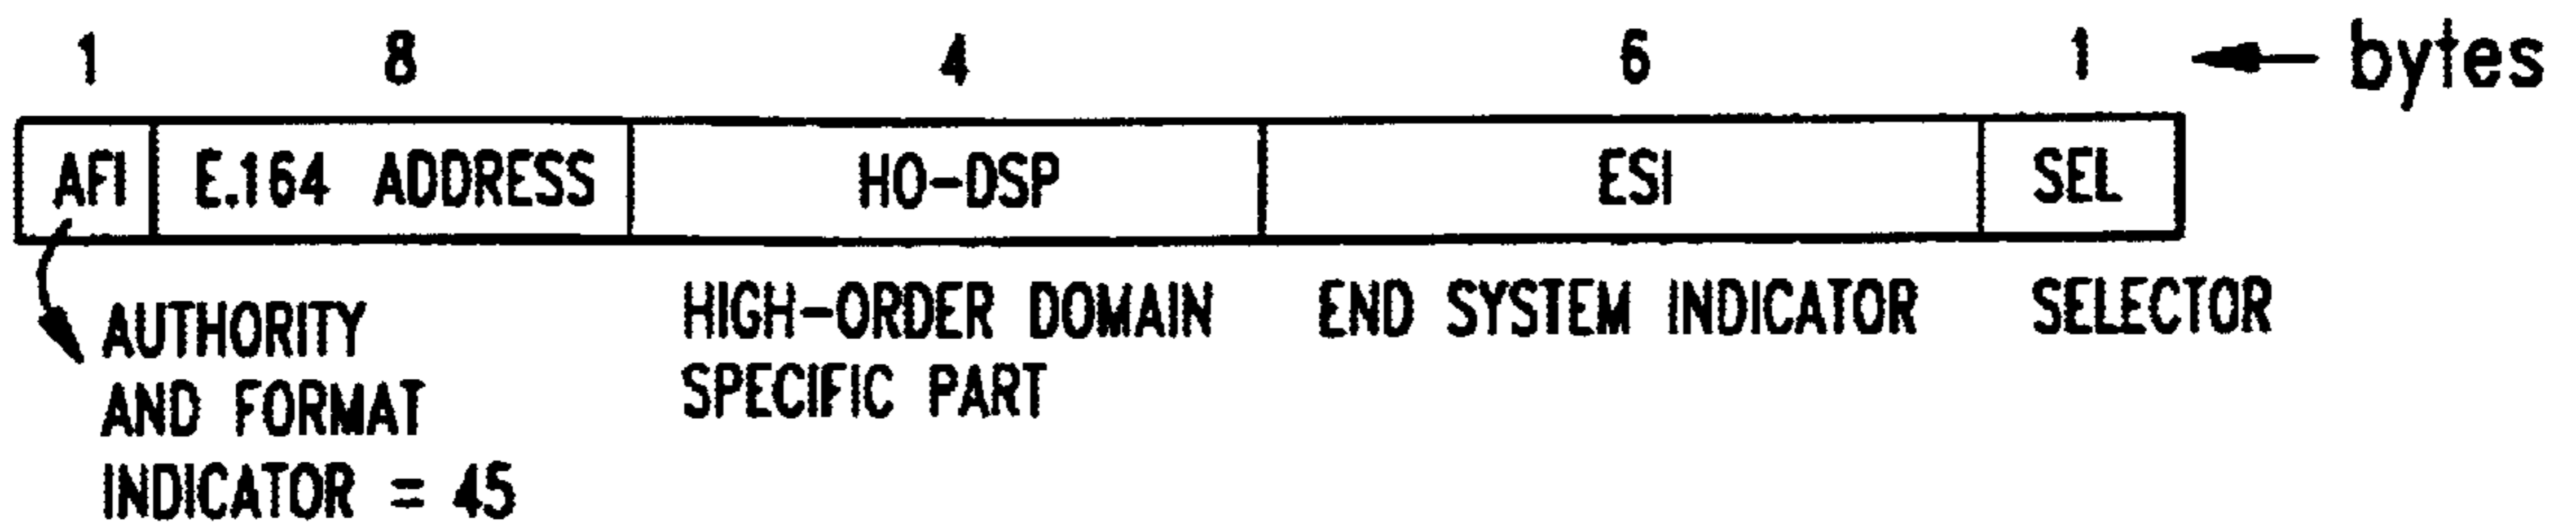 1 8 4 6 1 ← bytes
AFI E.164 ADDRESS HO-DSP ESI SEL
AUTHORITY
AND FORMAT
INDICATOR = 45
HIGH-ORDER DOMAIN
SPECIFIC PART
END SYSTEM INDICATOR
SELECTOR